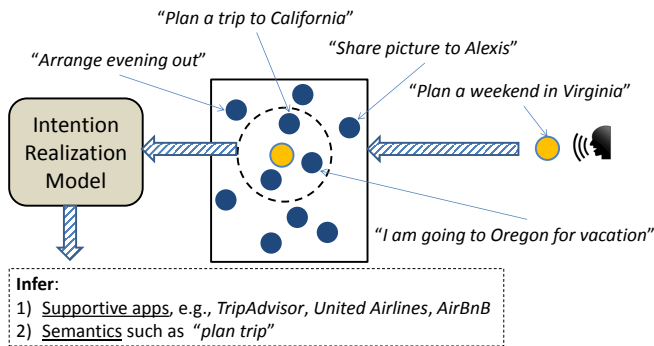 “Plan a trip to California”
“Share picture to Alexis”
“Arrange evening out”
“Plan a weekend in Virginia”
Intention
Realization
Model
“I am going to Oregon for vacation”
Infer:
1) Supportive apps, e.g., TripAdvisor, United Airlines, AirBnB
2) Semantics such as “plan trip”